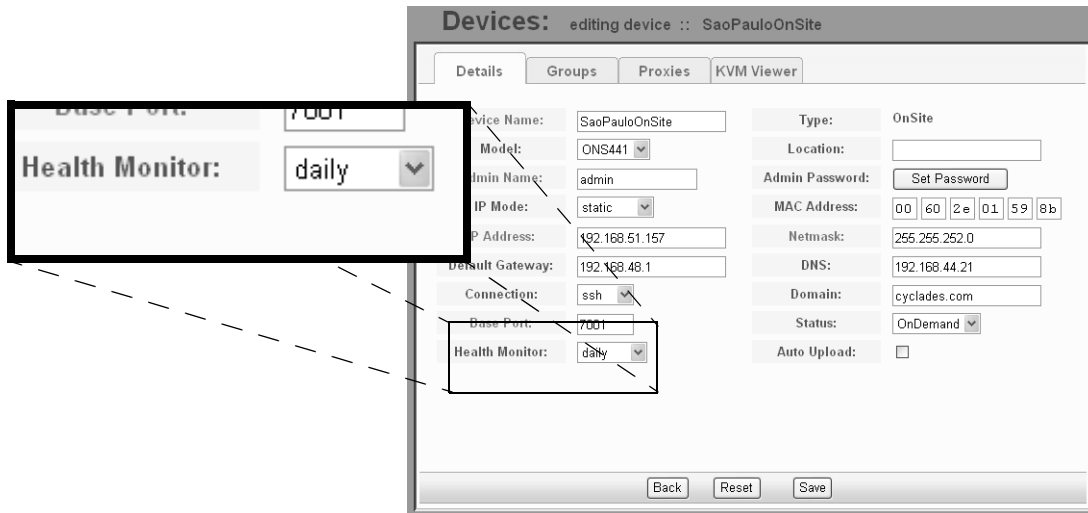 Devices: editing device :: SaoPauloOnSite
Details Groups Proxies KVM Viewer
Device Name: SaoPauloOnSite Type: OnSite
Model: ONS441 Location:
Admin Name: admin Admin Password: Set Password
IP Mode: static MAC Address: 00 60 2e 01 59 8b
IP Address: 192.168.51.157 Netmask: 255.255.252.0
Default Gateway: 192.168.48.1 DNS: 192.168.44.21
Connection: ssh Domain: cyclades.com
Base Port: 7001 Status: OnDemand
Health Monitor: daily Auto Upload:
Back Reset Save
Base Port: 7001
Health Monitor: daily